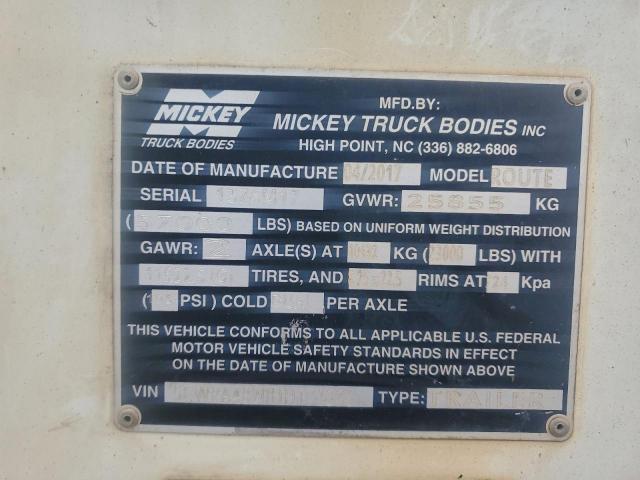 MICKEY
TRUCK BODIES
MFD.BY:
MICKEY TRUCK BODIES INC
HIGH POINT, NC (336) 882-6806
DATE OF MANUFACTURE 04/2017 MODEL ROUTE
SERIAL GVWR: 25855 KG
( LBS) BASED ON UNIFORM WEIGHT DISTRIBUTION
GAWR: 2 AXLE(S) AT KG ( LBS) WITH
TIRES, AND RIMS AT Kpa
( PSI) COLD PER AXLE
THIS VEHICLE CONFORMS TO ALL APPLICABLE U.S. FEDERAL
MOTOR VEHICLE SAFETY STANDARDS IN EFFECT
ON THE DATE OF MANUFACTURE SHOWN ABOVE
VIN TYPE: TRAILER